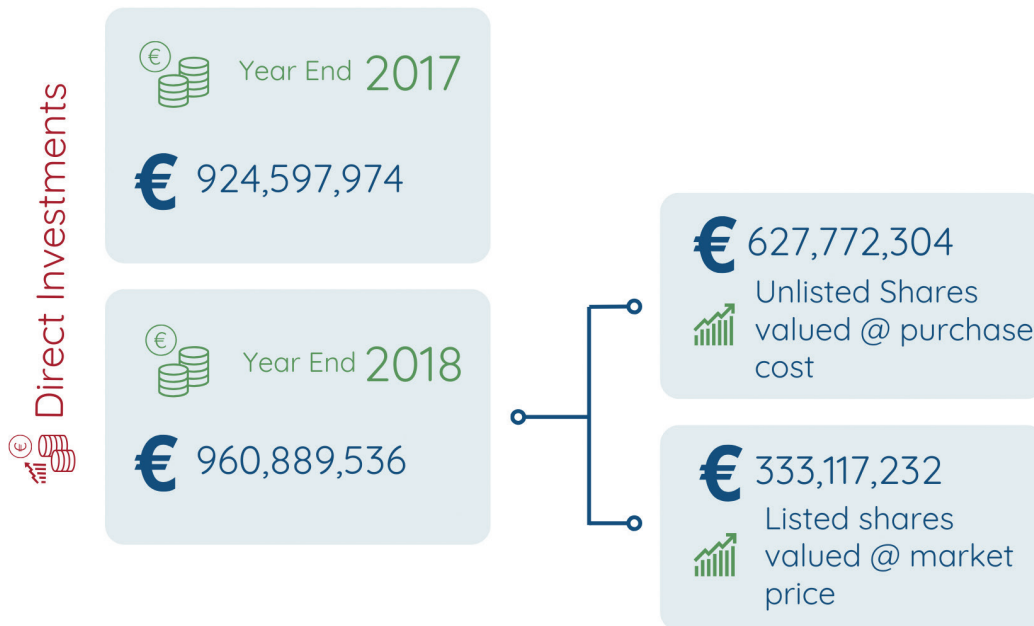 Direct Investments
Year End 2017
€ 924,597,974
Year End 2018
€ 960,889,536
€ 627,772,304
Unlisted Shares
valued @ purchase
cost
€ 333,117,232
Listed shares
valued @ market
price